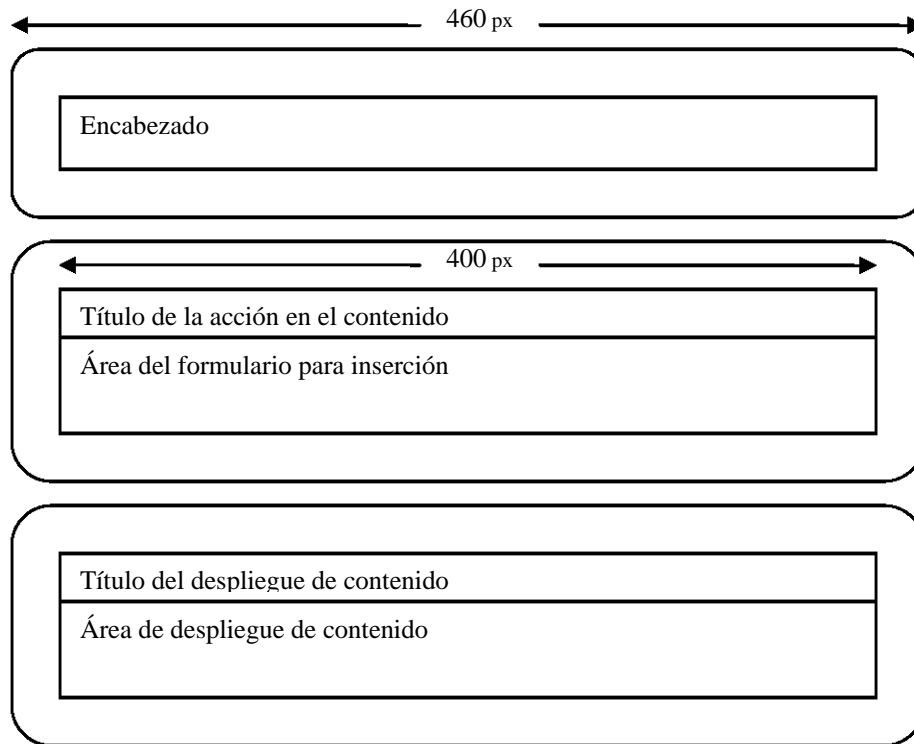 460 px
Encabezado
400 px
Título de la acción en el contenido
Área del formulario para inserción
Título del despliegue de contenido
Área de despliegue de contenido